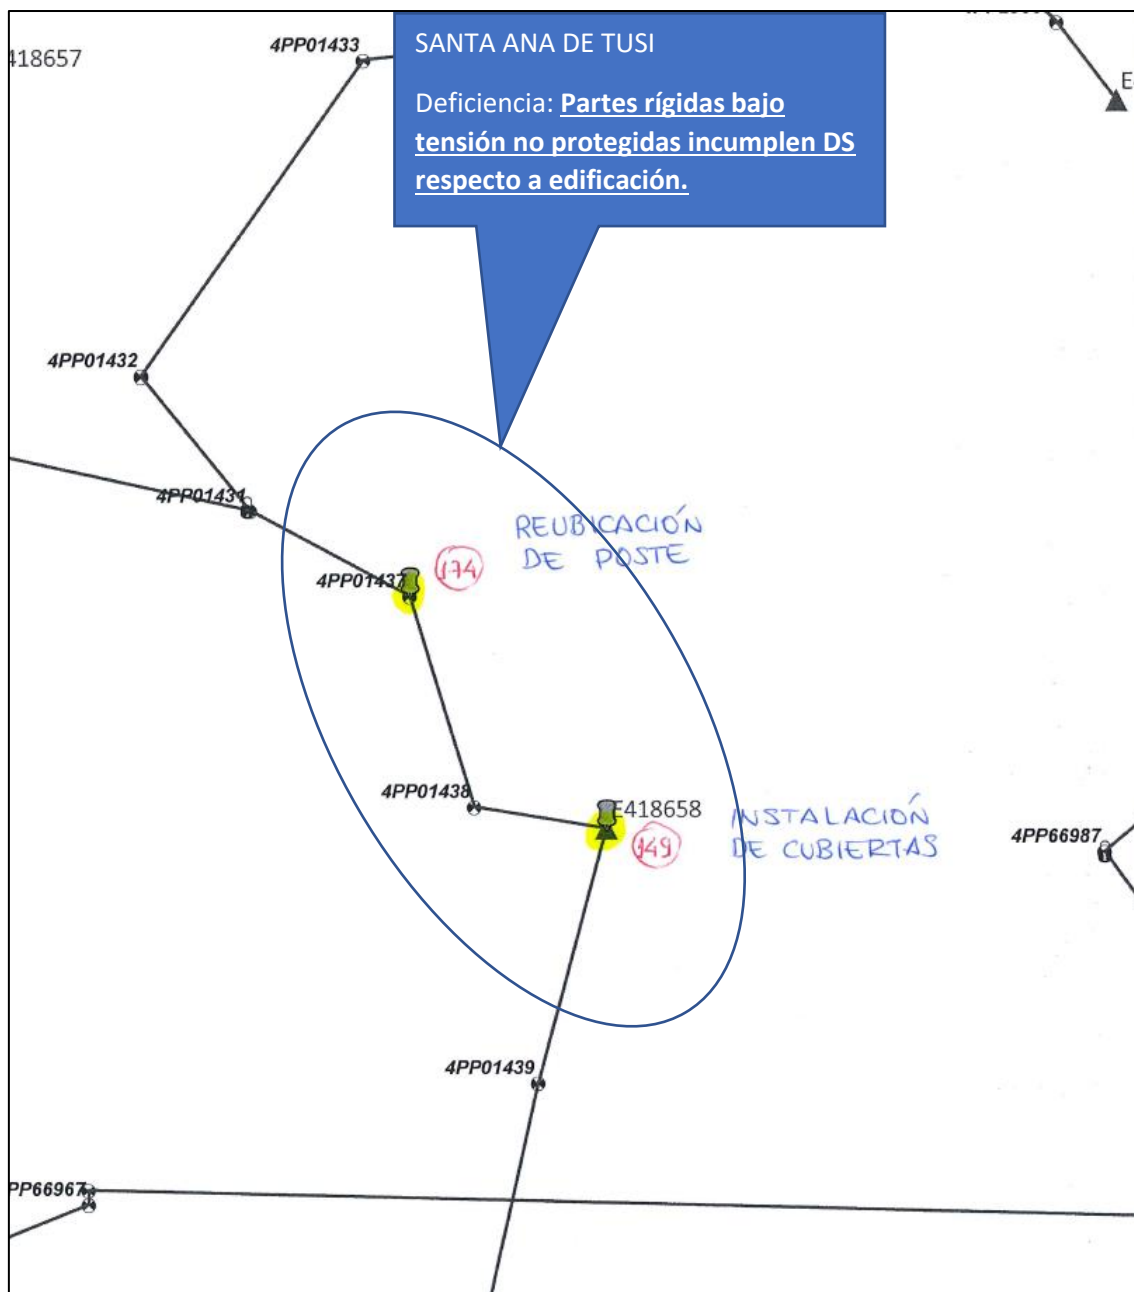 418657
4PP01433
SANTA ANA DE TUSI
Deficiencia: Partes rígidas bajo
tensión no protegidas incumplen DS
respecto a edificación.
E
4PP01432
4PP01431
REUBICACIÓN
DE POSTE
174
4PP01437
4PP01438
E418658
149
INSTALACIÓN
DE CUBIERTAS
4PP66987
4PP01439
PP66967